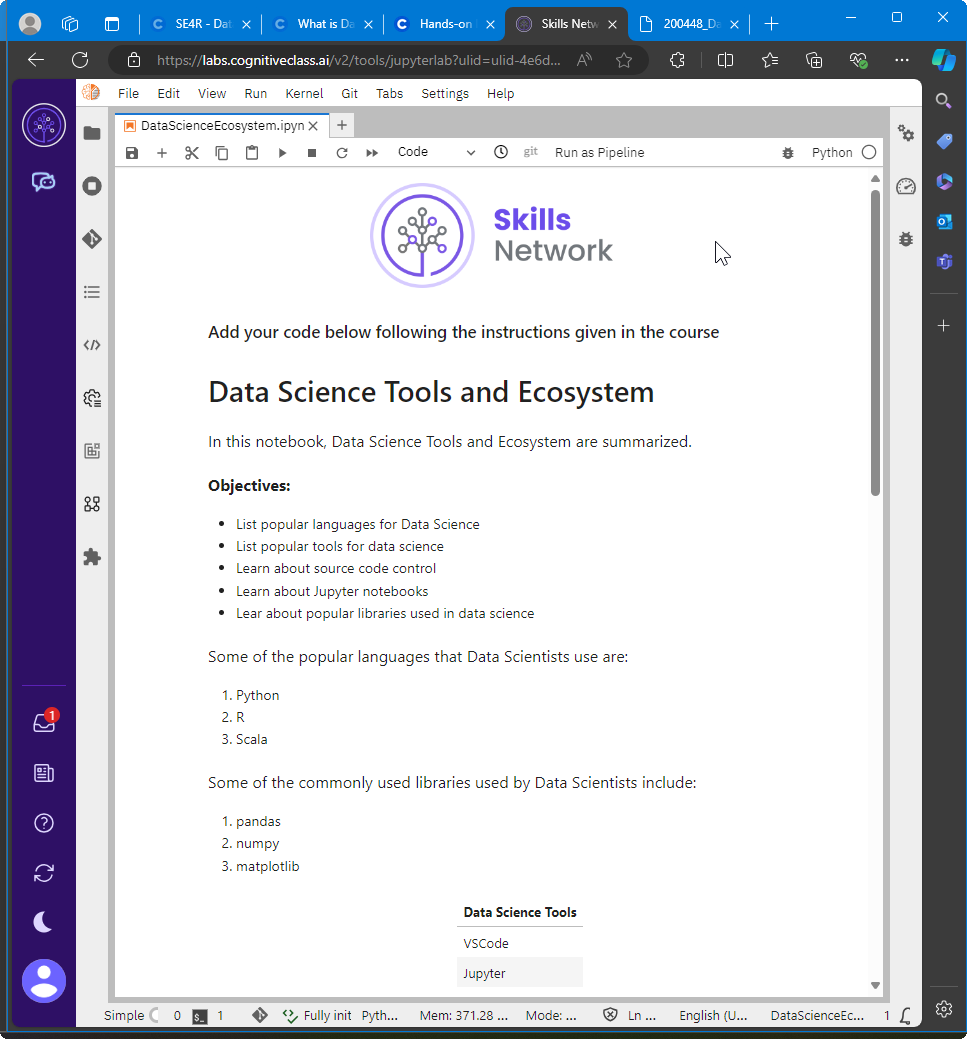 SE4R - Dat
What is Da
Hands-on
Skills Netw
200448_Da
https://labs.cognitiveclass.ai/v2/tools/jupyterlab?ulid=ulid-4e6d...
File Edit View Run Kernel Git Tabs Settings Help
DataScienceEcosystem.ipyn
Code git Run as Pipeline Python
Skills
Network
Add your code below following the instructions given in the course
Data Science Tools and Ecosystem
In this notebook, Data Science Tools and Ecosystem are summarized.
Objectives:
• List popular languages for Data Science
• List popular tools for data science
• Learn about source code control
• Learn about Jupyter notebooks
• Lear about popular libraries used in data science
Some of the popular languages that Data Scientists use are:
1. Python
2. R
3. Scala
Some of the commonly used libraries used by Data Scientists include:
1. pandas
2. numpy
3. matplotlib
Data Science Tools
VSCode
Jupyter
1
Simple 0 $_ 1 Fully init Pyth... Mem: 371.28 ... Mode: ... Ln ... English (U... DataScienceEc... 1